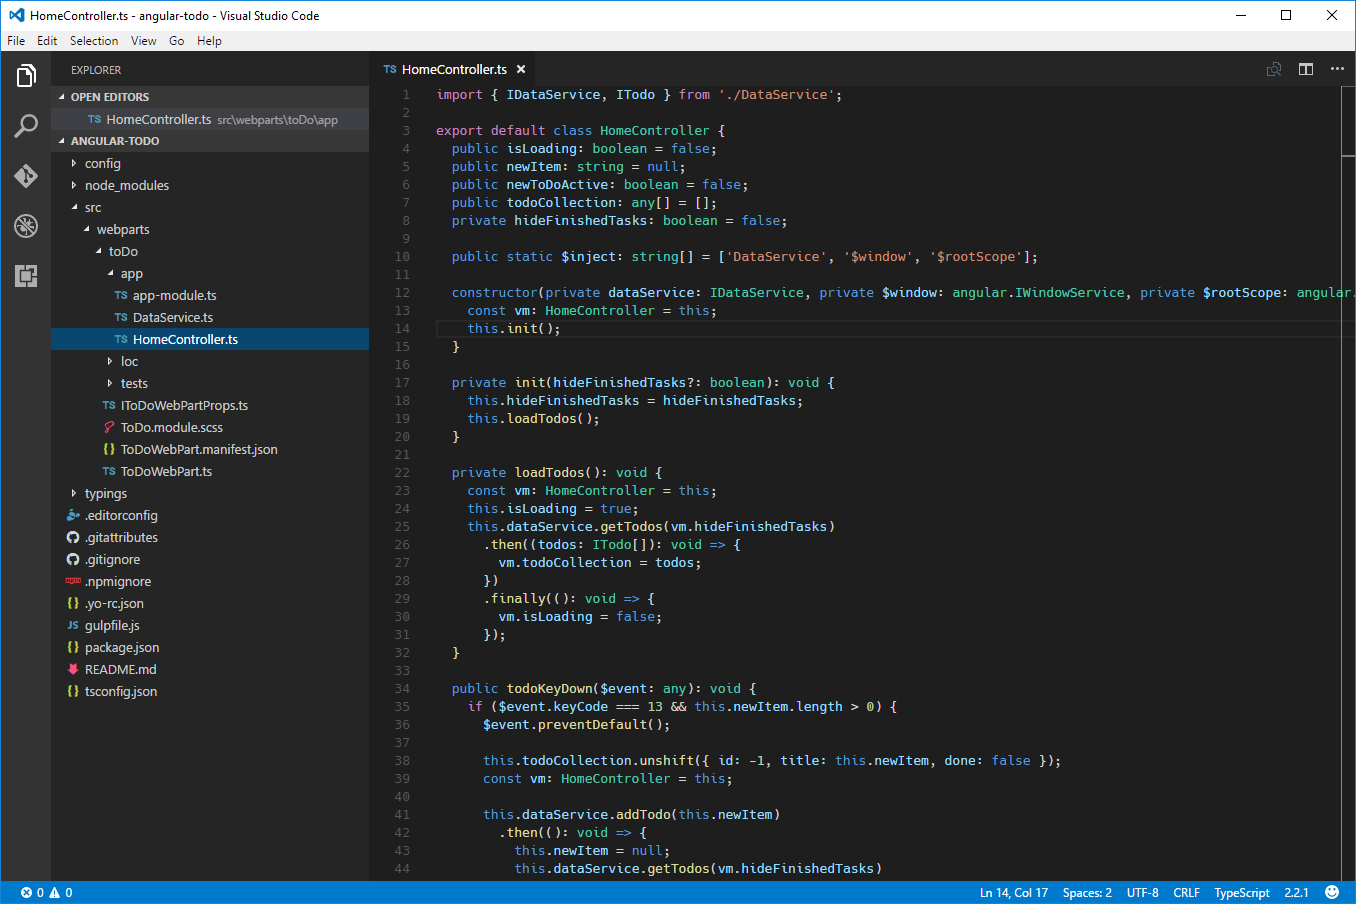 HomeController.ts - angular-todo - Visual Studio Code
File Edit Selection View Go Help
EXPLORER
OPEN EDITORS
TS HomeController.ts src\webparts\toDo\app
ANGULAR-TODO
config
node_modules
src
webparts
toDo
app
TS app-module.ts
TS DataService.ts
TS HomeController.ts
loc
tests
TS IToDoWebPartProps.ts
ToDo.module.scss
{} ToDoWebPart.manifest.json
TS ToDoWebPart.ts
typings
.editorconfig
.gitattributes
.gitignore
npm .npmignore
{} .yo-rc.json
JS gulpfile.js
{} package.json
README.md
{} tsconfig.json
TS HomeController.ts ×
1 import { IDataService, ITodo } from './DataService';
2
3 export default class HomeController {
4   public isLoading: boolean = false;
5   public newItem: string = null;
6   public newToDoActive: boolean = false;
7   public todoCollection: any[] = [];
8   private hideFinishedTasks: boolean = false;
9
10   public static $inject: string[] = ['DataService', '$window', '$rootScope'];
11
12   constructor(private dataService: IDataService, private $window: angular.IWindowService, private $rootScope: angular.
13     const vm: HomeController = this;
14     this.init();
15   }
16
17   private init(hideFinishedTasks?: boolean): void {
18     this.hideFinishedTasks = hideFinishedTasks;
19     this.loadTodos();
20   }
21
22   private loadTodos(): void {
23     const vm: HomeController = this;
24     this.isLoading = true;
25     this.dataService.getTodos(vm.hideFinishedTasks)
26       .then((todos: ITodo[]): void => {
27         vm.todoCollection = todos;
28       })
29       .finally((): void => {
30         vm.isLoading = false;
31       });
32   }
33
34   public todoKeyDown($event: any): void {
35     if ($event.keyCode === 13 && this.newItem.length > 0) {
36       $event.preventDefault();
37
38       this.todoCollection.unshift({ id: -1, title: this.newItem, done: false });
39       const vm: HomeController = this;
40
41       this.dataService.addTodo(this.newItem)
42         .then((): void => {
43           this.newItem = null;
44           this.dataService.getTodos(vm.hideFinishedTasks)
0 0 Ln 14, Col 17 Spaces: 2 UTF-8 CRLF TypeScript 2.2.1